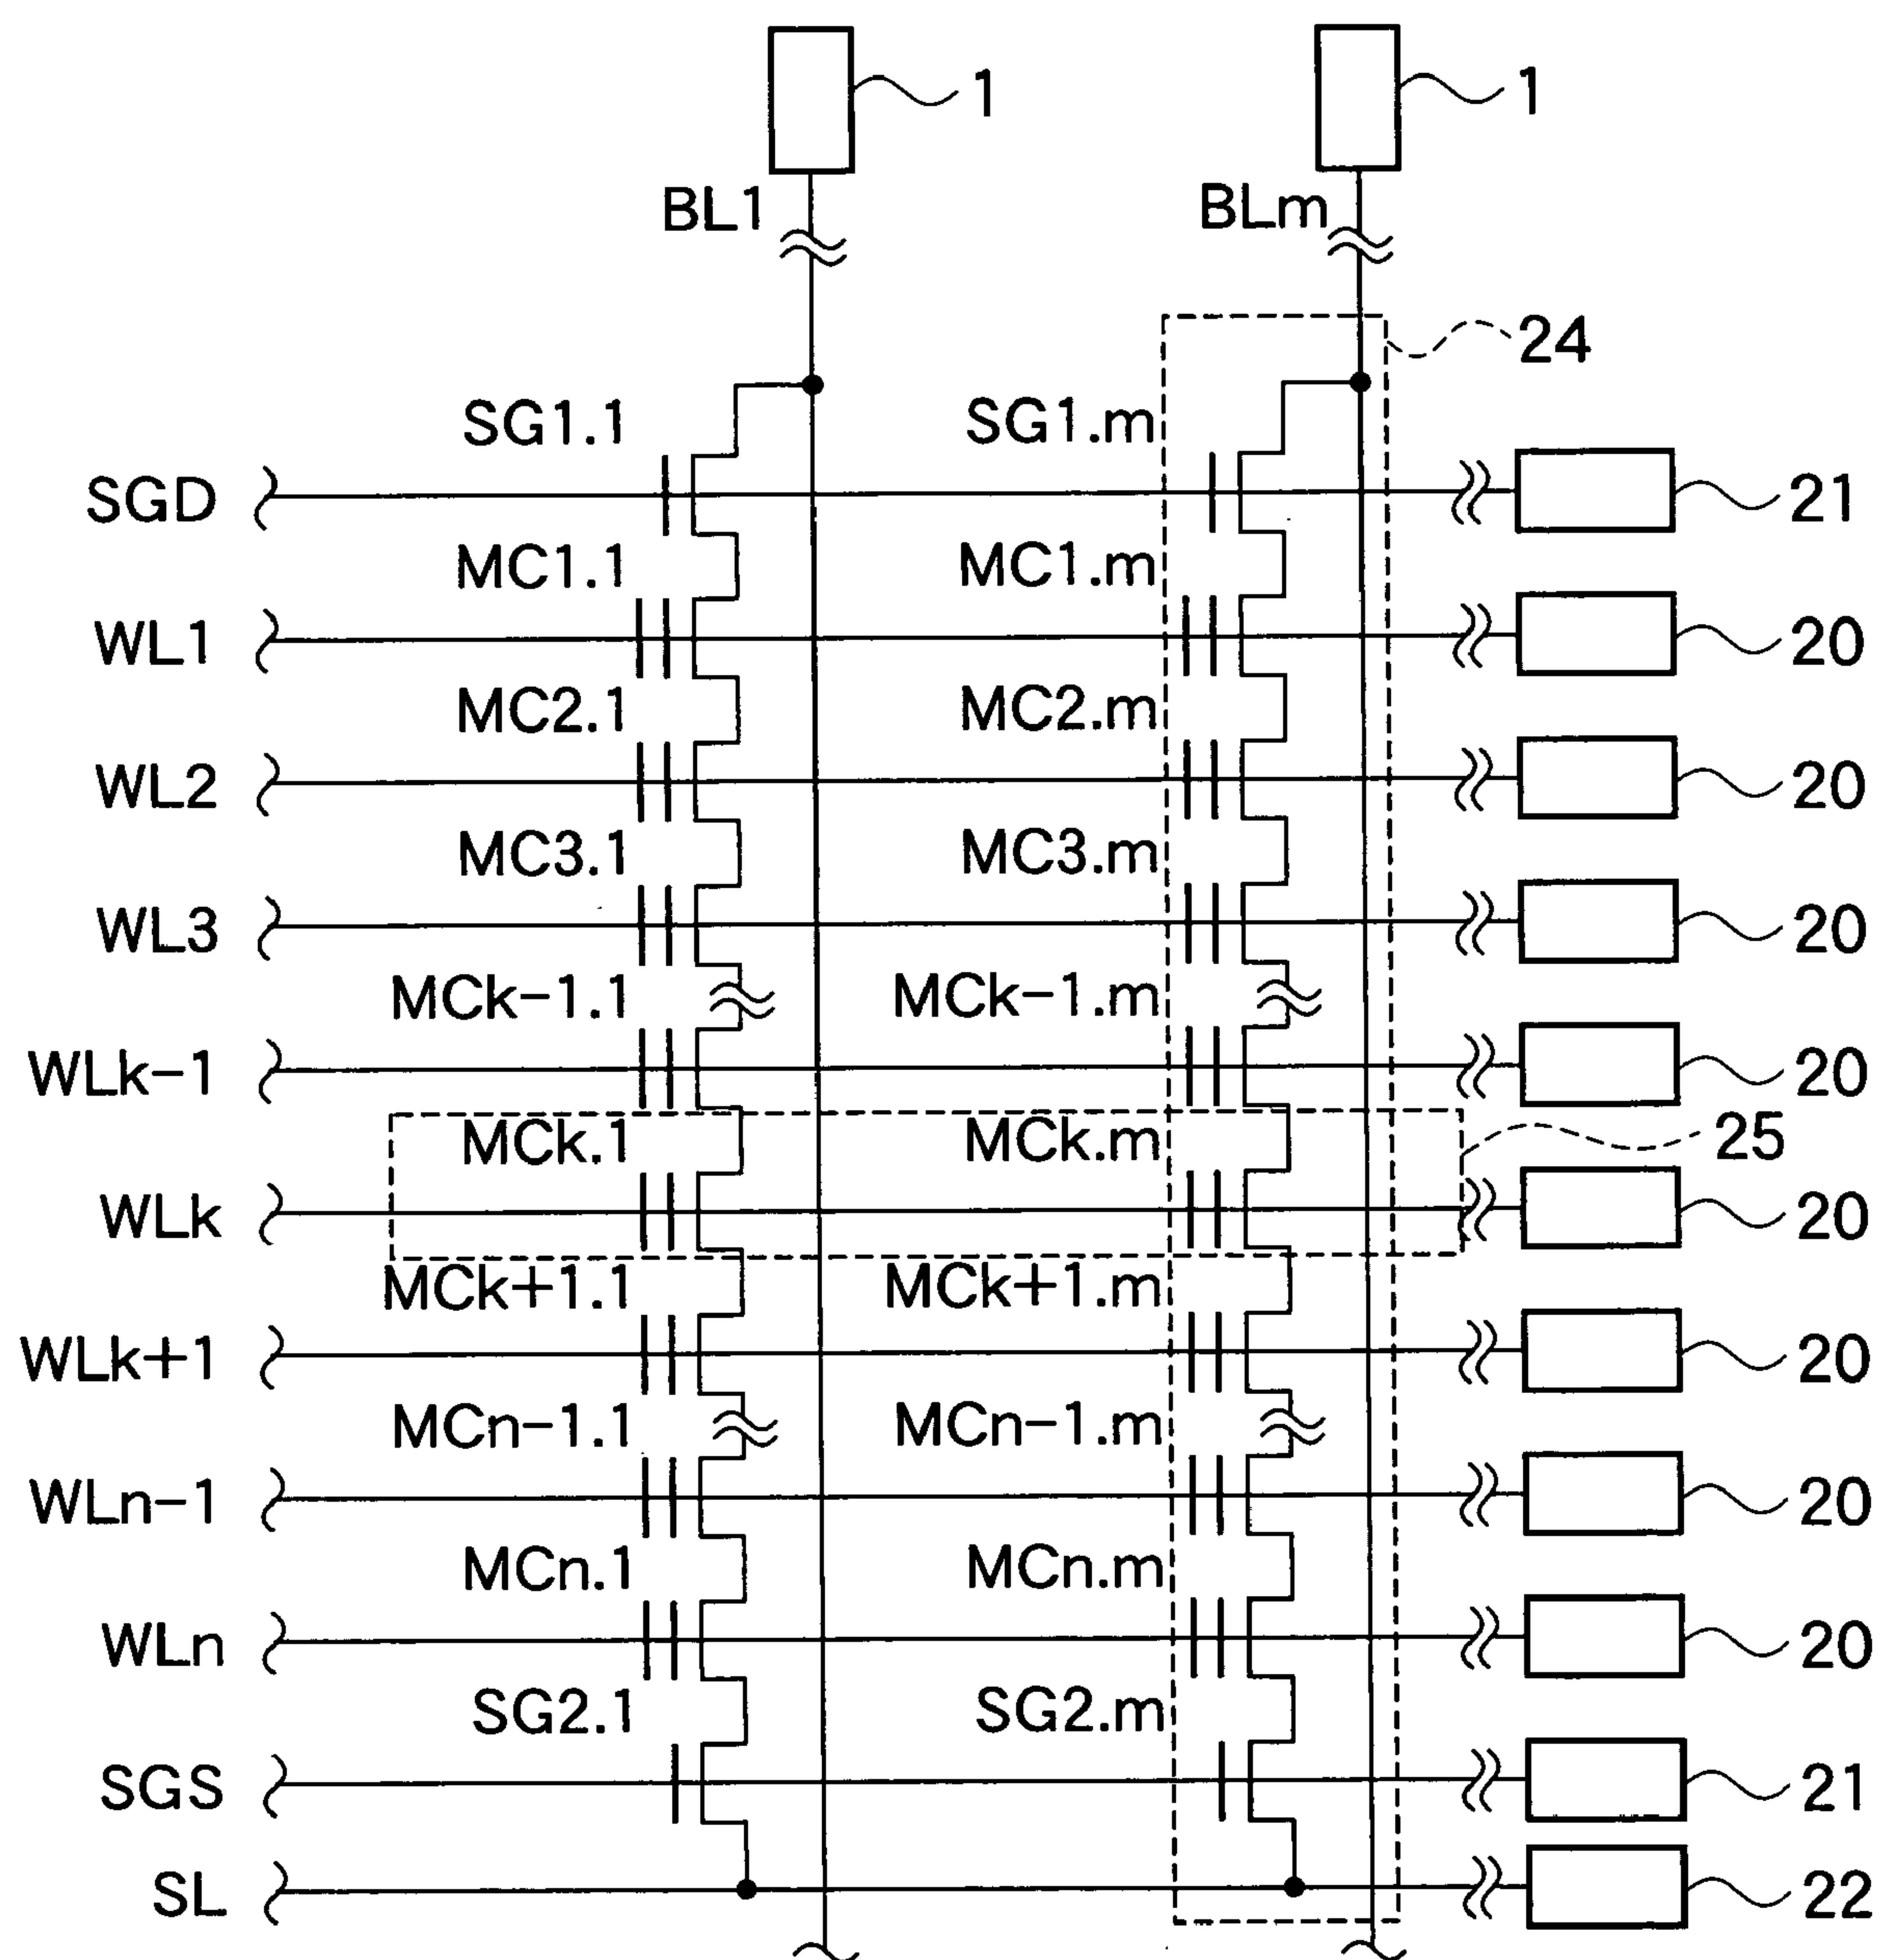 1 1
BL1 BLm
24
SG1.1 SG1.m
SGD 21
MC1.1 MC1.m
WL1 20
MC2.1 MC2.m
WL2 20
MC3.1 MC3.m
WL3 20
MCk-1.1 MCk-1.m
WLk-1 20
MCk.1 MCk.m 25
WLk 20
MCk+1.1 MCk+1.m
WLk+1 20
MCn-1.1 MCn-1.m
WLn-1 20
MCn.1 MCn.m
WLn 20
SG2.1 SG2.m
SGS 21
SL 22